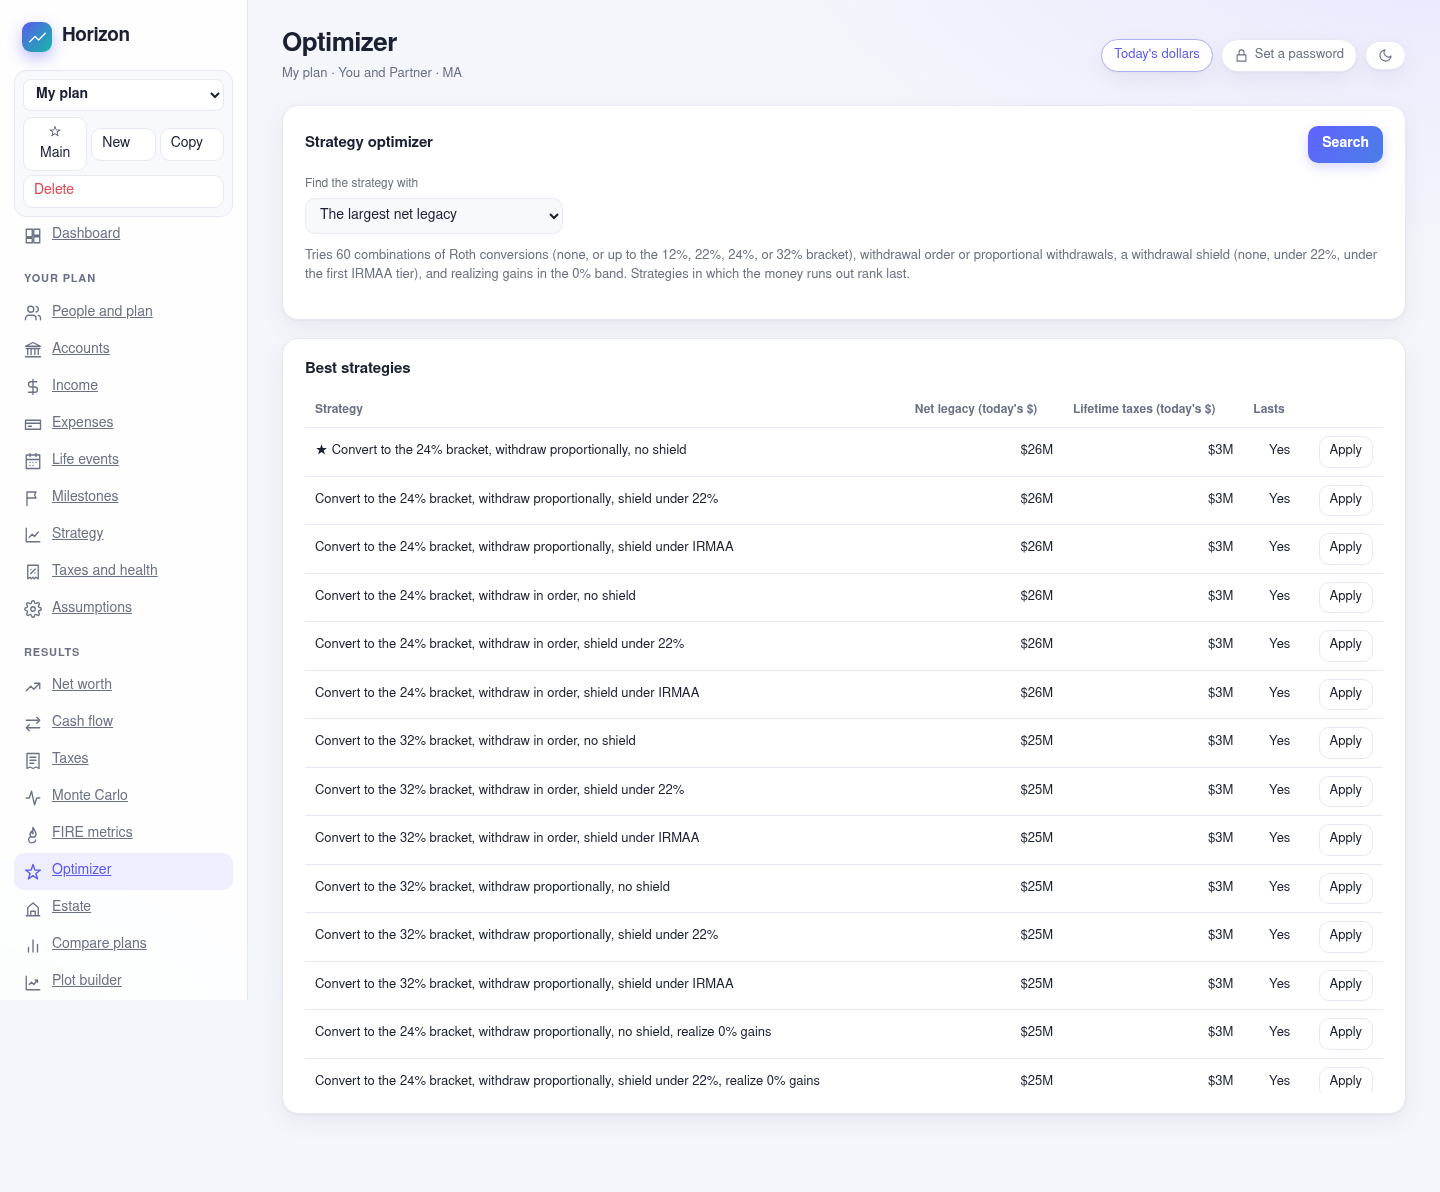 Horizon
My plan
☆
Main
New
Copy
Delete
Dashboard
YOUR PLAN
People and plan
Accounts
Income
Expenses
Life events
Milestones
Strategy
Taxes and health
Assumptions
RESULTS
Net worth
Cash flow
Taxes
Monte Carlo
FIRE metrics
Optimizer
Estate
Compare plans
Plot builder
Optimizer
My plan · You and Partner · MA
Today's dollars
Set a password
Strategy optimizer
Search
Find the strategy with
The largest net legacy
Tries 60 combinations of Roth conversions (none, or up to the 12%, 22%, 24%, or 32% bracket), withdrawal order or proportional withdrawals, a withdrawal shield (none, under 22%, under
the first IRMAA tier), and realizing gains in the 0% band. Strategies in which the money runs out rank last.
Best strategies
Strategy Net legacy (today's $) Lifetime taxes (today's $) Lasts
★ Convert to the 24% bracket, withdraw proportionally, no shield $26M $3M Yes Apply
Convert to the 24% bracket, withdraw proportionally, shield under 22% $26M $3M Yes Apply
Convert to the 24% bracket, withdraw proportionally, shield under IRMAA $26M $3M Yes Apply
Convert to the 24% bracket, withdraw in order, no shield $26M $3M Yes Apply
Convert to the 24% bracket, withdraw in order, shield under 22% $26M $3M Yes Apply
Convert to the 24% bracket, withdraw in order, shield under IRMAA $26M $3M Yes Apply
Convert to the 32% bracket, withdraw in order, no shield $25M $3M Yes Apply
Convert to the 32% bracket, withdraw in order, shield under 22% $25M $3M Yes Apply
Convert to the 32% bracket, withdraw in order, shield under IRMAA $25M $3M Yes Apply
Convert to the 32% bracket, withdraw proportionally, no shield $25M $3M Yes Apply
Convert to the 32% bracket, withdraw proportionally, shield under 22% $25M $3M Yes Apply
Convert to the 32% bracket, withdraw proportionally, shield under IRMAA $25M $3M Yes Apply
Convert to the 24% bracket, withdraw proportionally, no shield, realize 0% gains $25M $3M Yes Apply
Convert to the 24% bracket, withdraw proportionally, shield under 22%, realize 0% gains $25M $3M Yes Apply